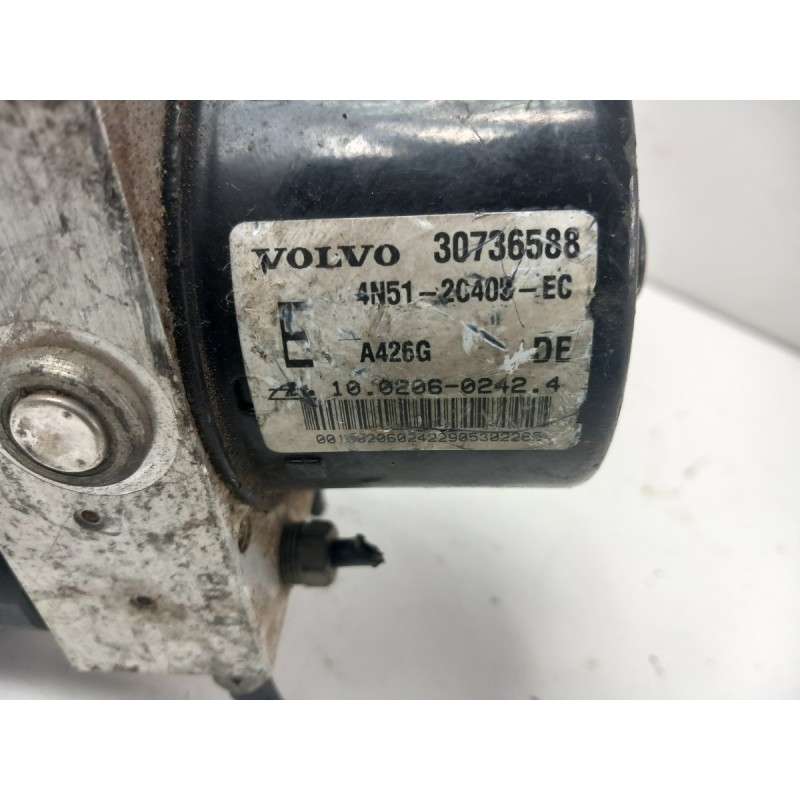 VOLVO 30736588
4N51-2C405-EC
E A426G DE
10.0206-0242.4